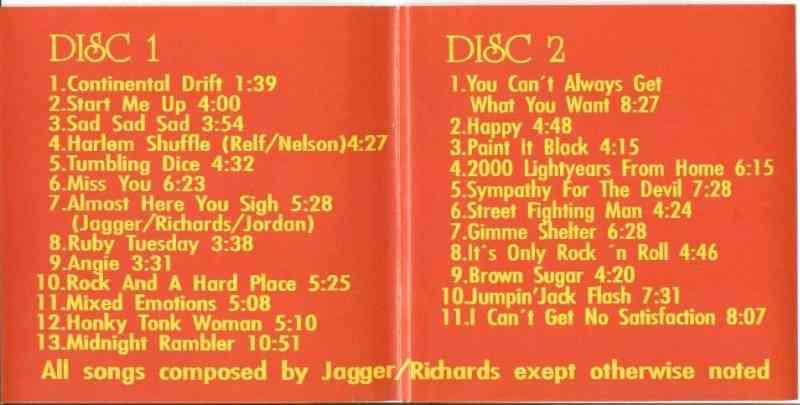 DISC 1
1.Continental Drift 1:39
2.Start Me Up 4:00
3.Sad Sad Sad 3:54
4.Harlem Shuffle (Relf/Nelson)4:27
5.Tumbling Dice 4:32
6.Miss You 6:23
7.Almost Here You Sigh 5:28
(Jagger/Richards/Jordan)
8.Ruby Tuesday 3:38
9.Angie 3:31
10.Rock And A Hard Place 5:25
11.Mixed Emotions 5:08
12.Honky Tonk Woman 5:10
13.Midnight Rambler 10:51
DISC 2
1.You Can´t Always Get
What You Want 8:27
2.Happy 4:48
3.Paint It Black 4:15
4.2000 Lightyears From Home 6:15
5.Sympathy For The Devil 7:28
6.Street Fighting Man 4:24
7.Gimme Shelter 6:28
8.It´s Only Rock ´n Roll 4:46
9.Brown Sugar 4:20
10.Jumpin'Jack Flash 7:31
11.I Can´t Get No Satisfaction 8:07
All songs composed by Jagger/Richards exept otherwise noted